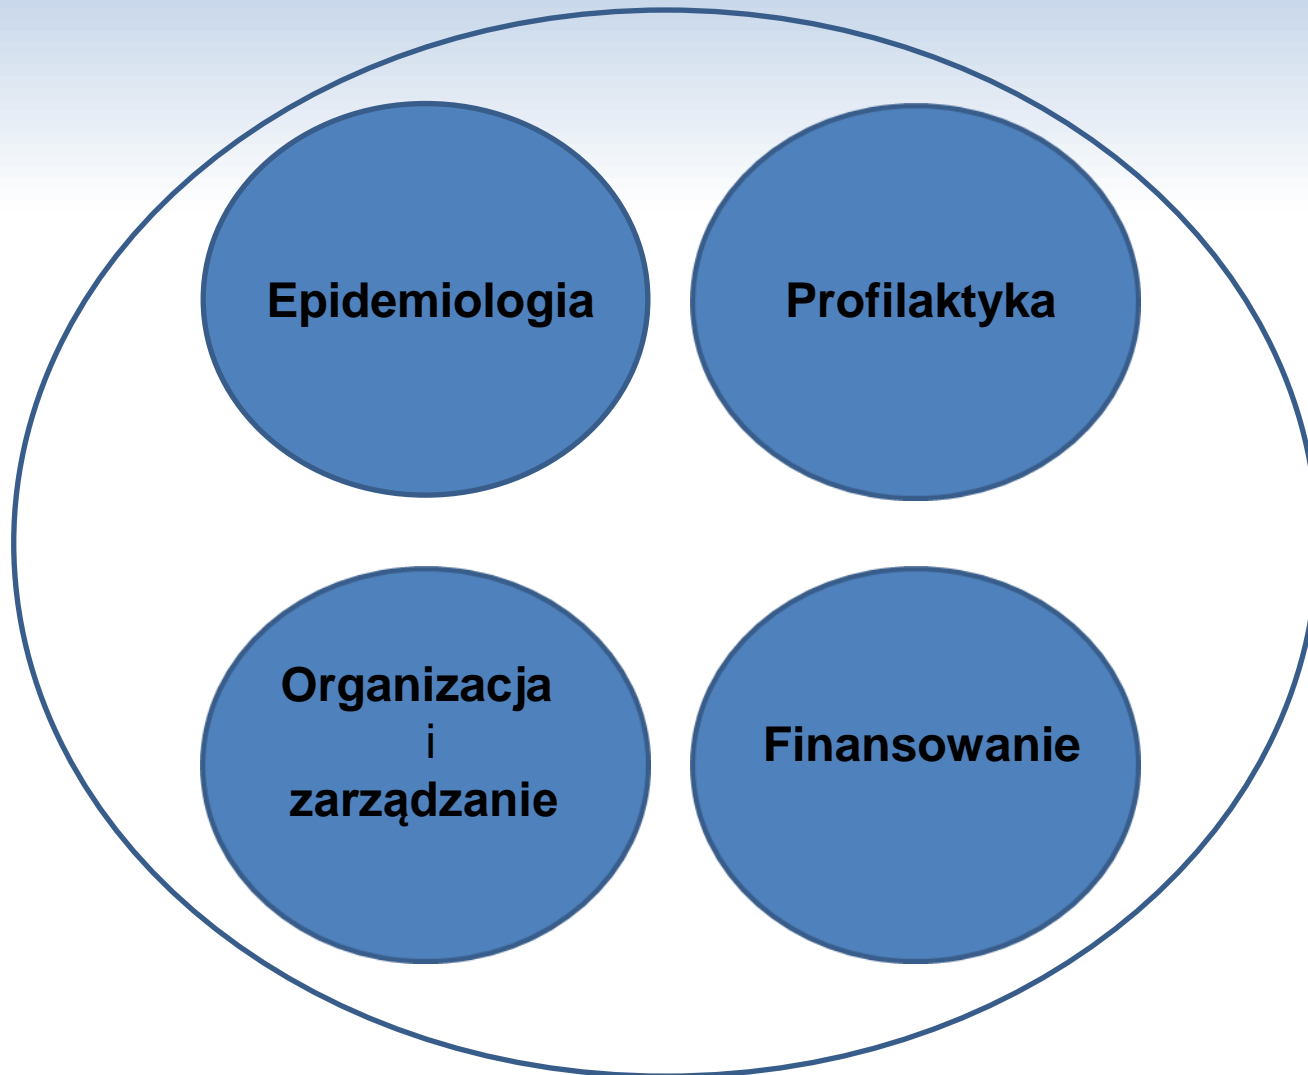 Epidemiologia
Profilaktyka
Organizacja
i
zarządzanie
Finansowanie